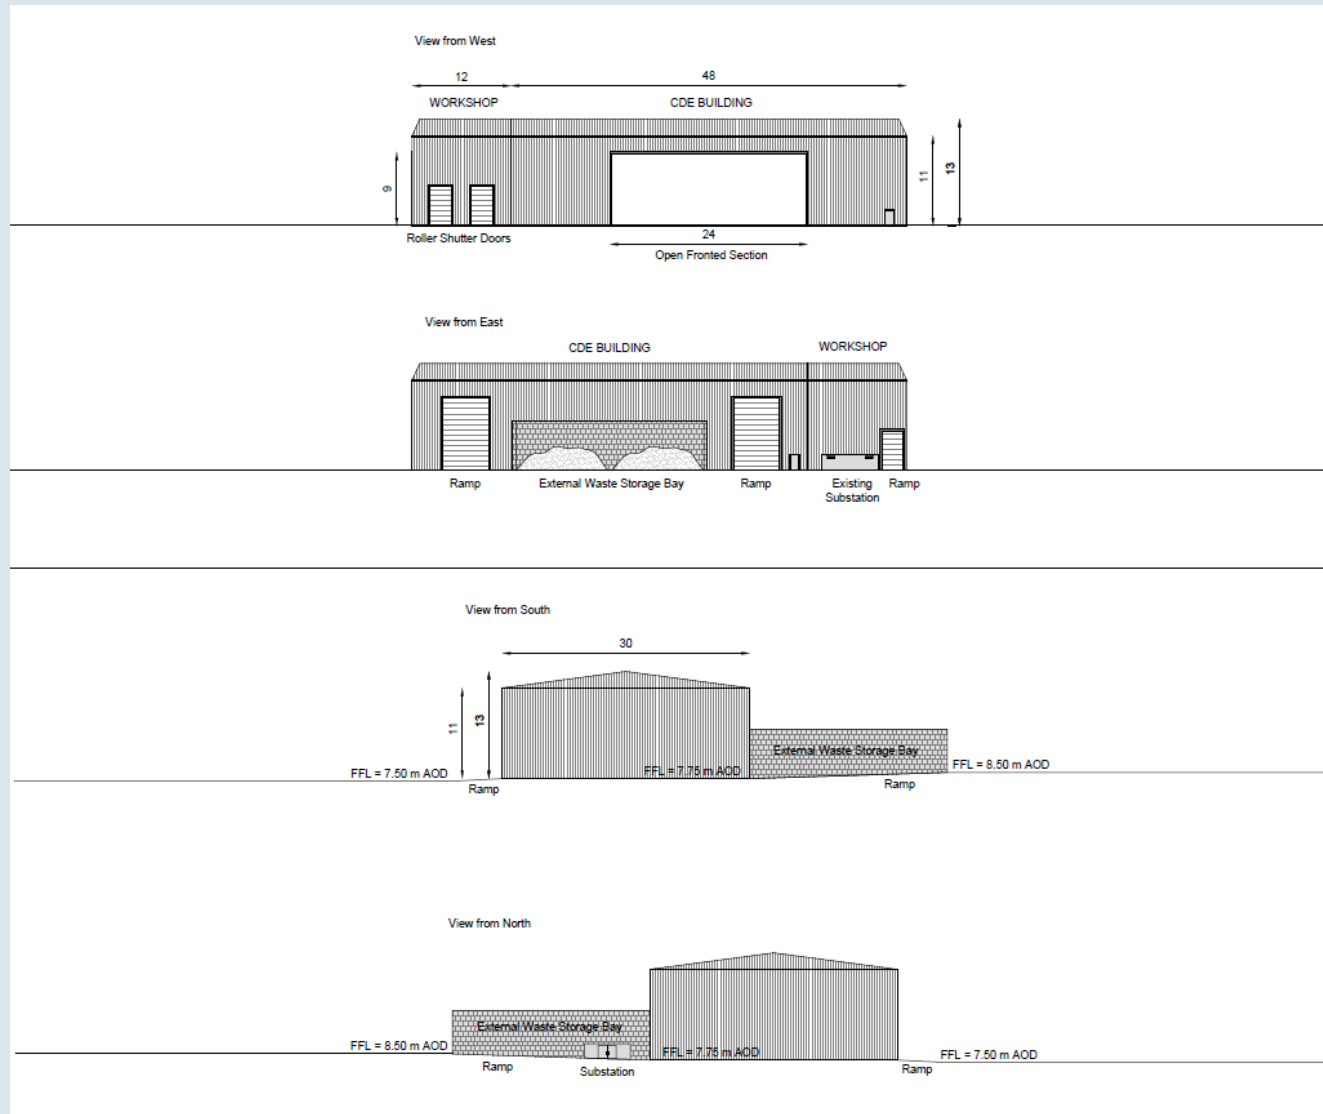 View from West
12
48
WORKSHOP
CDE BUILDING
9
11
13
Roller Shutter Doors
24
Open Fronted Section
View from East
CDE BUILDING
WORKSHOP
Ramp
External Waste Storage Bay
Ramp
Existing
Substation
Ramp
View from South
30
11
13
External Waste Storage Bay
FFL = 7.50 m AOD
FFL = 7.75 m AOD
FFL = 8.50 m AOD
Ramp
Ramp
View from North
External Waste Storage Bay
FFL = 8.50 m AOD
FFL = 7.75 m AOD
FFL = 7.50 m AOD
Ramp
Substation
Ramp